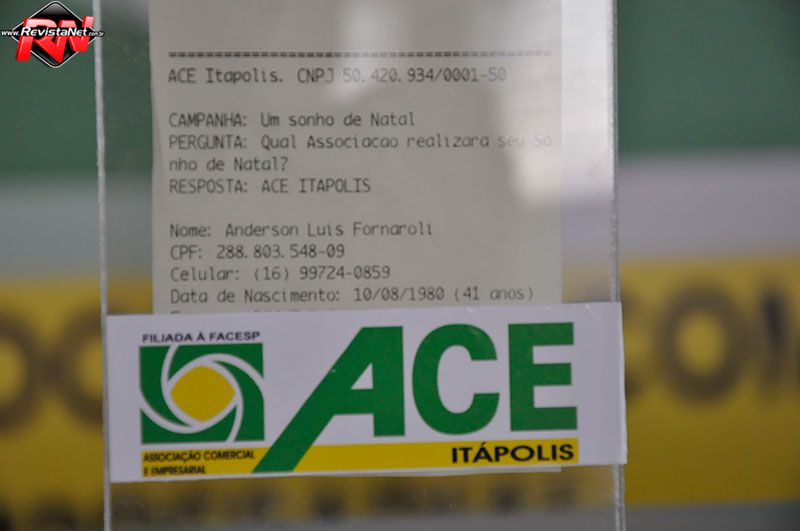 RN
www.RevistaNet.com.br
ACE Itapolis. CNPJ 50.420.934/0001-50
CAMPANHA: Um sonho de Natal
PERGUNTA: Qual Associacao realizara seu So
nho de Natal?
RESPOSTA: ACE ITAPOLIS
Nome: Anderson Luis Fornaroli
CPF: 288.803.548-09
Celular: (16) 99724-0859
Data de Nascimento: 10/08/1980 (41 anos)
FILIADA À FACESP
ACE
ASSOCIAÇÃO COMERCIAL
E EMPRESARIAL
ITÁPOLIS